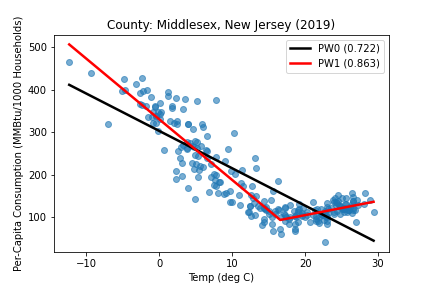 County: Middlesex, New Jersey (2019)
Per-Capita Consumption (MMBtu/1000 Households)
500
400
300
200
100
PW0 (0.722)
PW1 (0.863)
−10 0 10 20 30
Temp (deg C)